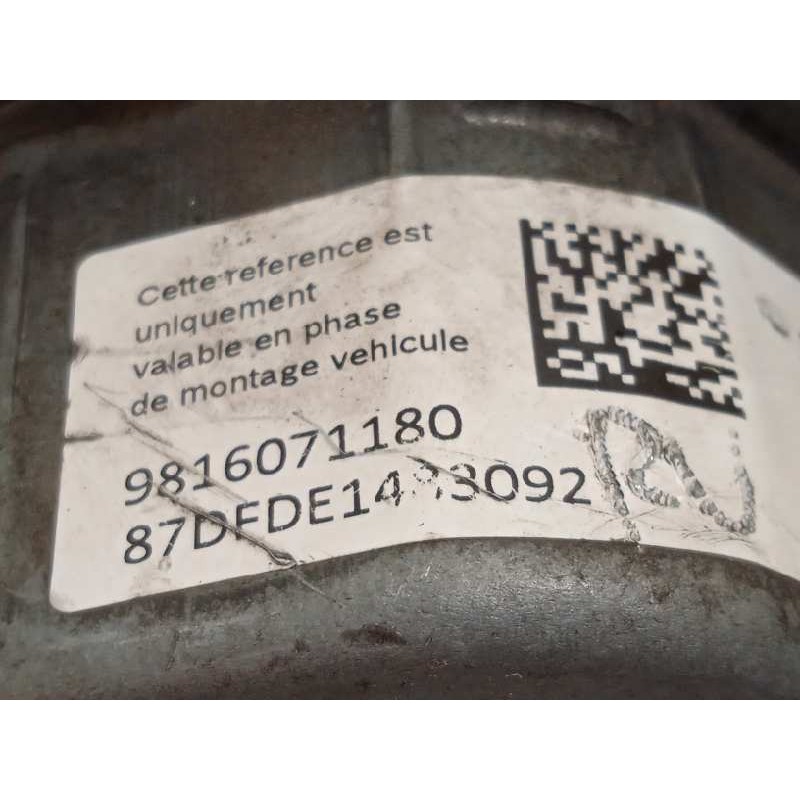 Cette reference est
uniquement
valable en phase
de montage vehicule
9816071180